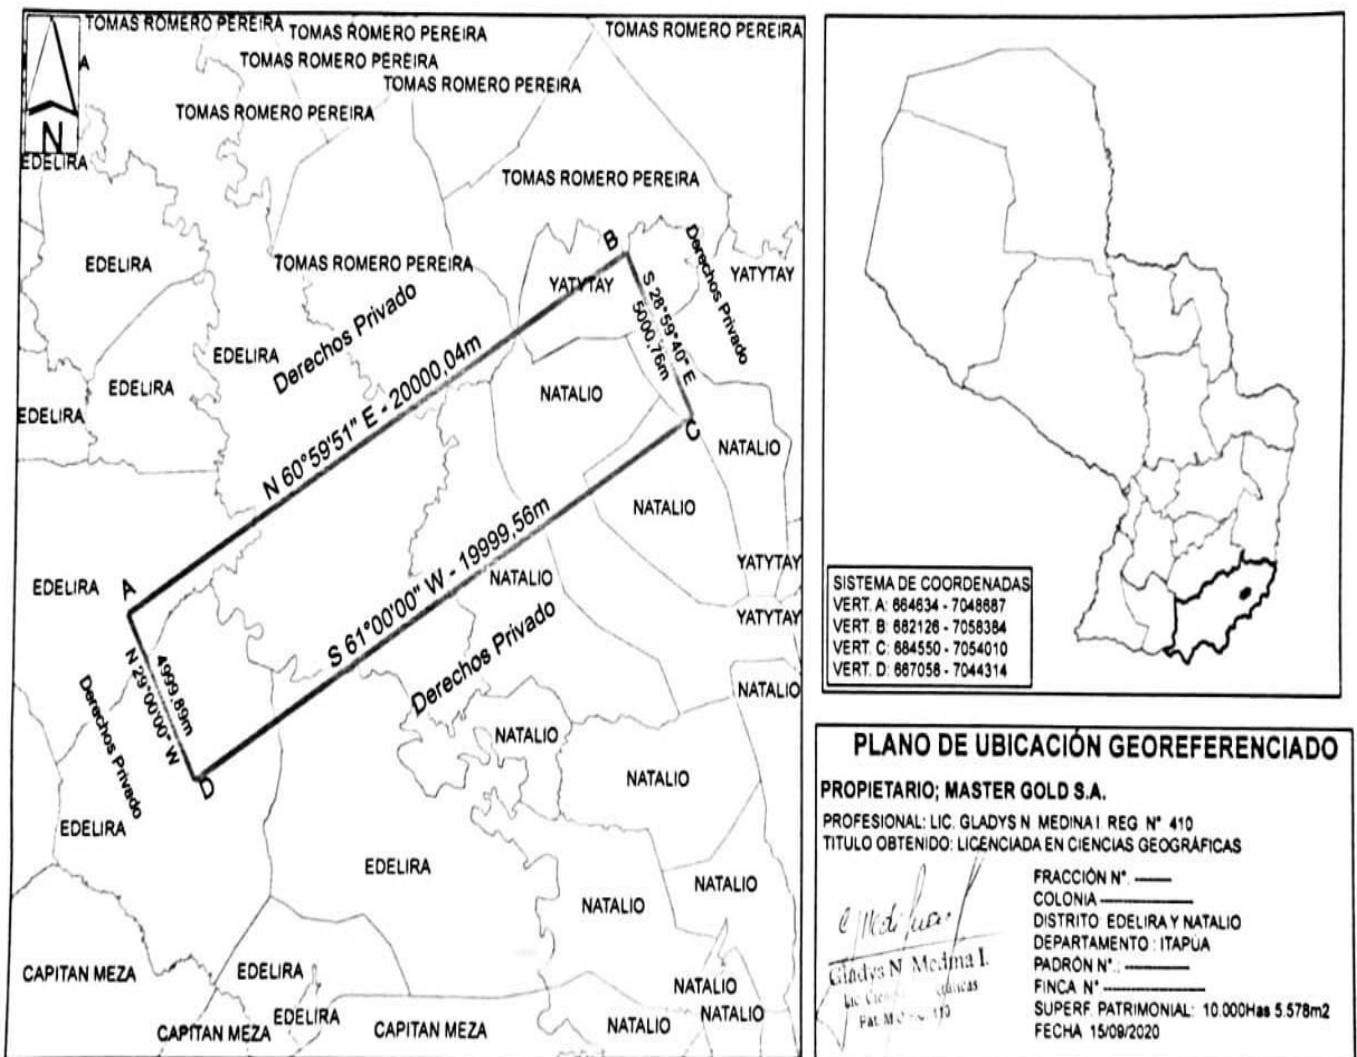 TOMAS ROMERO PEREIRA
TOMAS ROMERO PEREIRA
TOMAS ROMERO PEREIRA
TOMAS ROMERO PEREIRA
TOMAS ROMERO PEREIRA
TOMAS ROMERO PEREIRA
A
N
EDELIRA
TOMAS ROMERO PEREIRA
B
Derechos Privado
EDELIRA
TOMAS ROMERO PEREIRA
YATYTAY
YATYTAY
S 28°59'40" E
5000,76m
Derechos Privado
EDELIRA
EDELIRA
EDELIRA
N 60°59'51" E - 20000,04m
NATALIO
C
NATALIO
NATALIO
S 61°00'00" W - 19999,56m
NATALIO
YATYTAY
EDELIRA
A
YATYTAY
Derechos Privado
4999,89m
N 29°00'00" W
Derechos Privado
NATALIO
D
NATALIO
NATALIO
EDELIRA
EDELIRA
NATALIO
NATALIO
CAPITAN MEZA
EDELIRA
NATALIO
EDELIRA
NATALIO
CAPITAN MEZA
CAPITAN MEZA
NATALIO
SISTEMA DE COORDENADAS
VERT. A: 664634 - 7048687
VERT. B: 682126 - 7058384
VERT. C: 684550 - 7054010
VERT. D: 667058 - 7044314
PLANO DE UBICACIÓN GEOREFERENCIADO
PROPIETARIO; MASTER GOLD S.A.
PROFESIONAL: LIC. GLADYS N MEDINA I REG N° 410
TITULO OBTENIDO: LICENCIADA EN CIENCIAS GEOGRÁFICAS
FRACCIÓN N°.
COLONIA
DISTRITO EDELIRA Y NATALIO
DEPARTAMENTO : ITAPÚA
PADRÓN N°.:
FINCA N°
SUPERF. PATRIMONIAL: 10.000Has 5.578m2
FECHA 15/09/2020
Gladys N. Medina I.